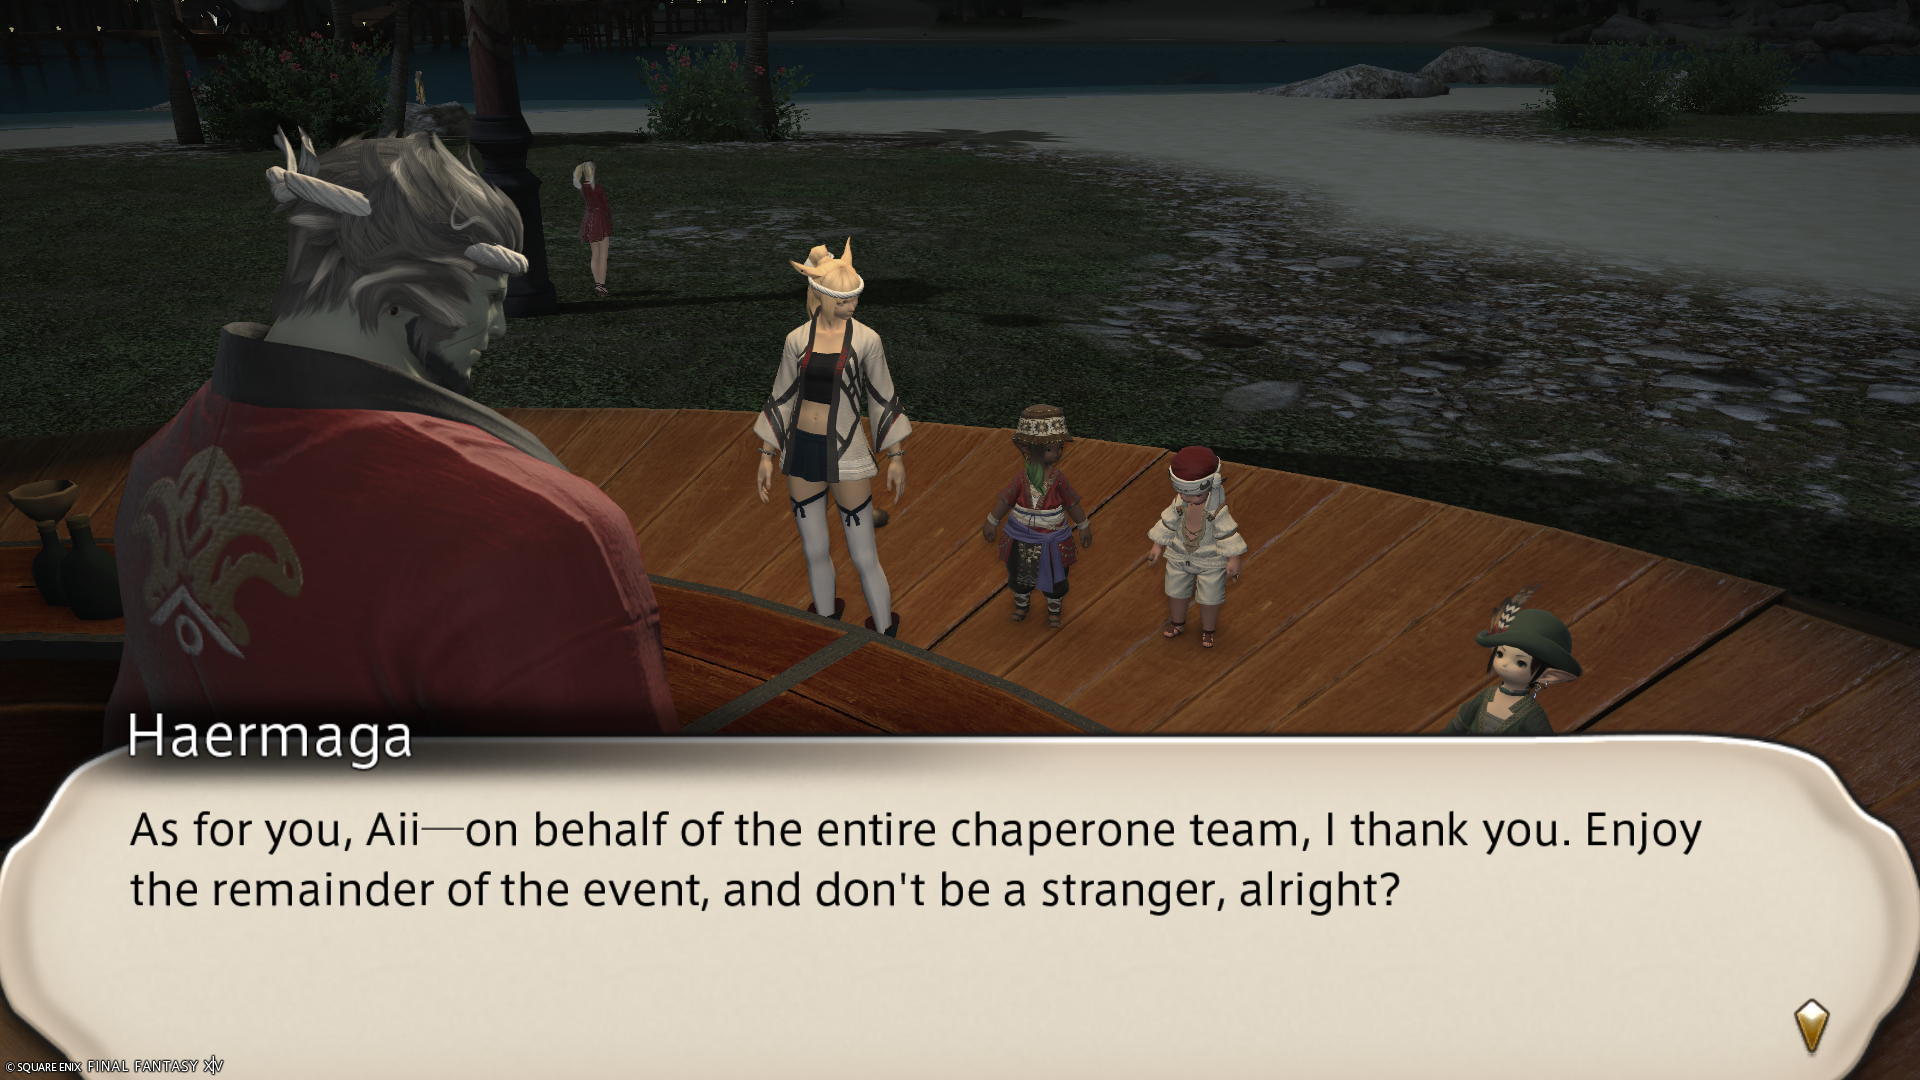 Haermaga
As for you, Aii—on behalf of the entire chaperone team, I thank you. Enjoy
the remainder of the event, and don't be a stranger, alright?
© SQUARE ENIX FINAL FANTASY XIV